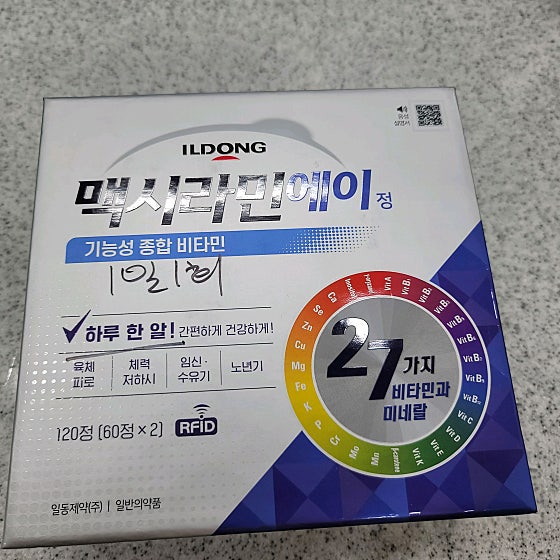 음성
설명서
ILDONG
맥시라민에이 정
기능성 종합 비타민
1일1회
하루 한 알! 간편하게 건강하게!
육체 피로
체력 저하시
임신· 수유기
노년기
120정 (60정 × 2) RFID
27가지
비타민과
미네랄
Vit A
Vit B₁
Vit B₂
Vit B₆
Vit C
Vit D
Vit E
Vit K
β-carotene
Mn
Mo
Cr
P
K
Fe
Mg
Cu
Zn
Se
Ca
일동제약(주) | 일반의약품